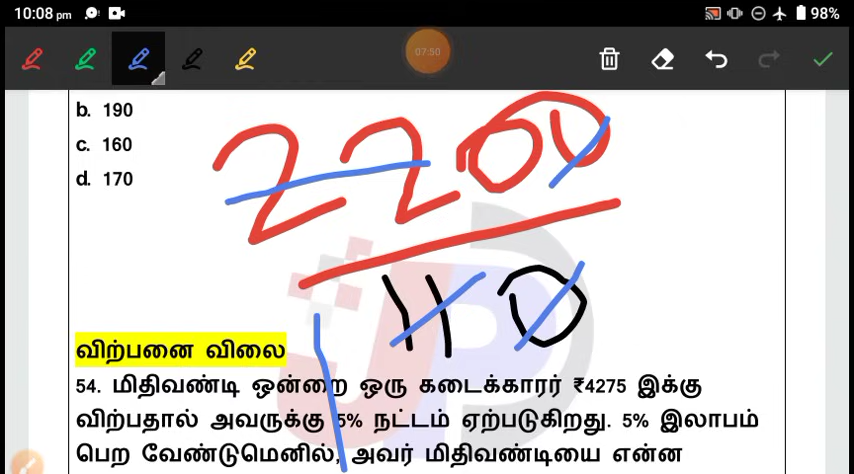 10:08 pm 98%
07:50
b. 190
c. 160
d. 170
2200
110
1
விற்பனை விலை
54. மிதிவண்டி ஒன்றை ஒரு கடைக்காரர் ₹4275 இக்கு
விற்பதால் அவருக்கு 5% நட்டம் ஏற்படுகிறது. 5% இலாபம்
பெற வேண்டுமெனில், அவர் மிதிவண்டியை என்ன